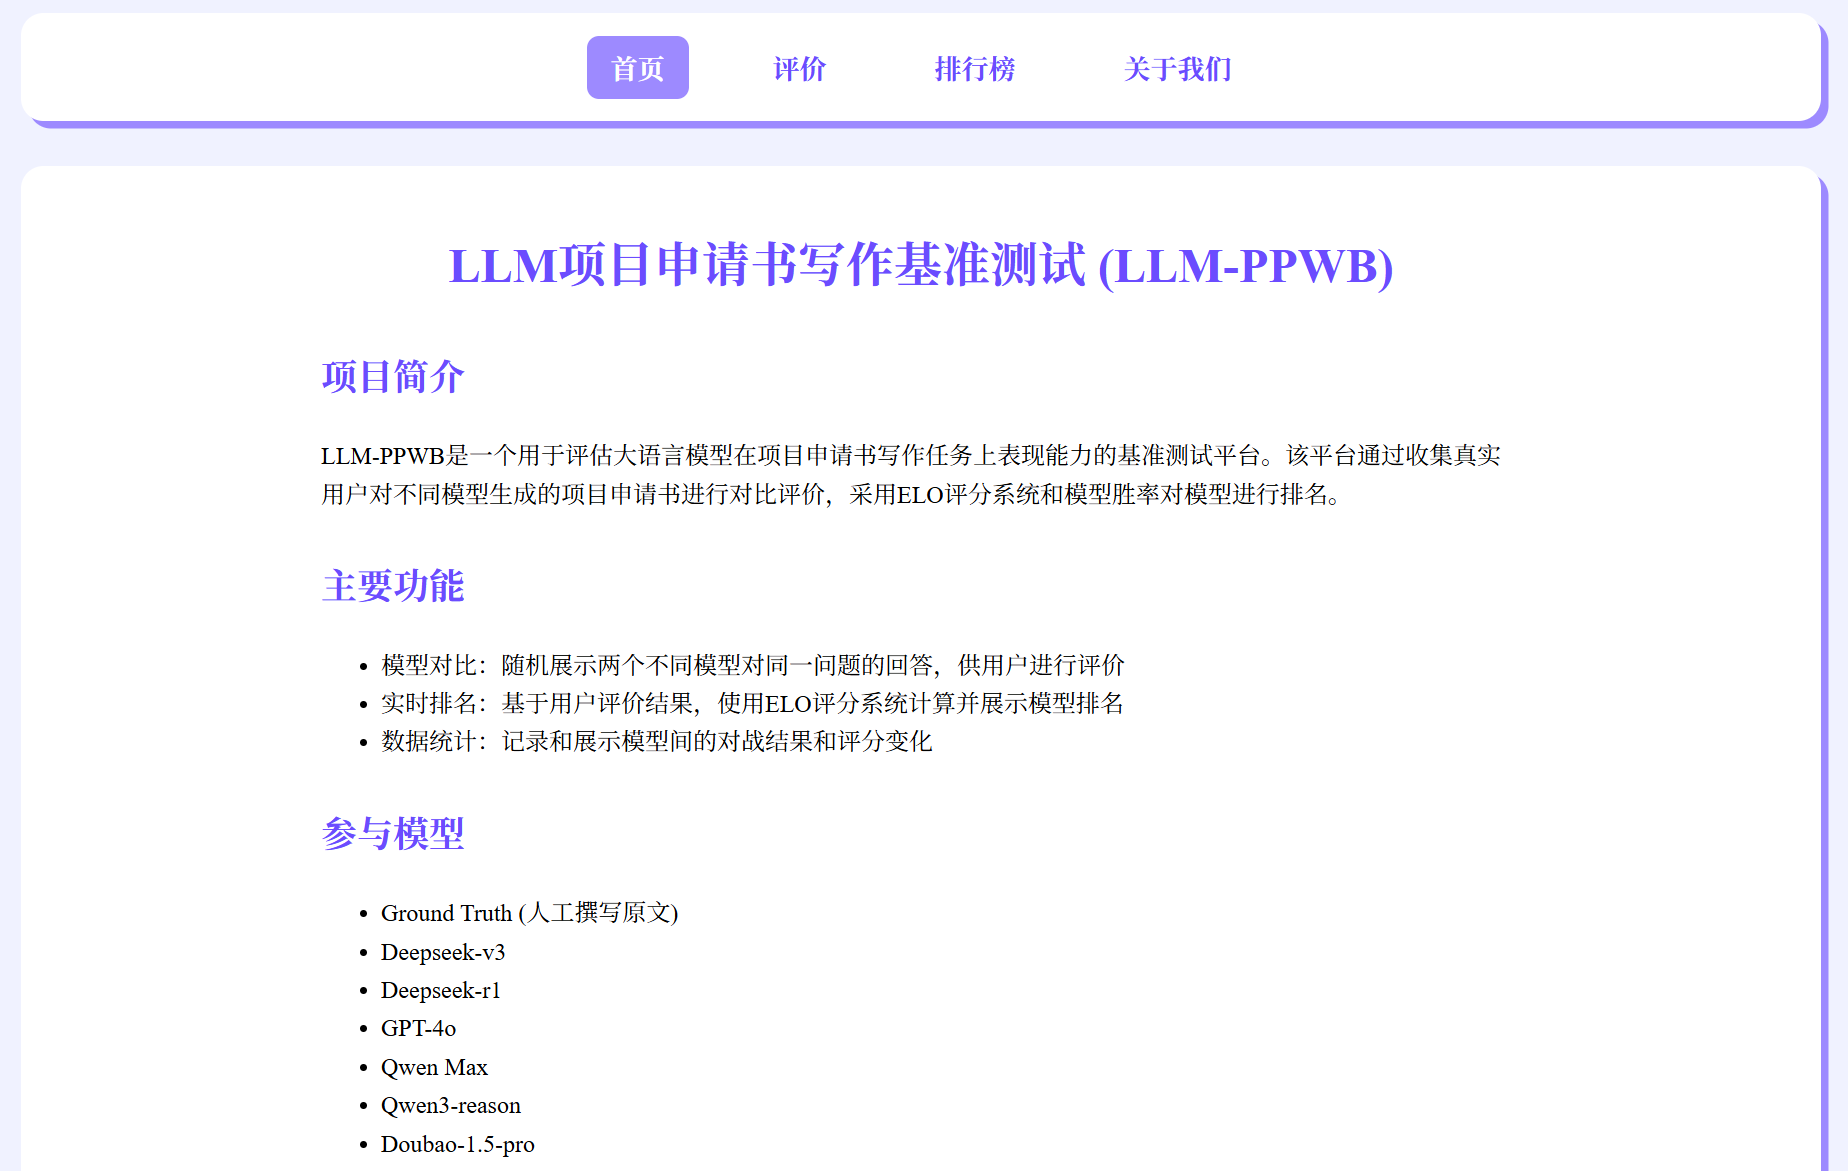 首页 评价 排行榜 关于我们
LLM项目申请书写作基准测试 (LLM-PPWB)
项目简介
LLM-PPWB是一个用于评估大语言模型在项目申请书写作任务上表现能力的基准测试平台。该平台通过收集真实
用户对不同模型生成的项目申请书进行对比评价，采用ELO评分系统和模型胜率对模型进行排名。
主要功能
• 模型对比：随机展示两个不同模型对同一问题的回答，供用户进行评价
• 实时排名：基于用户评价结果，使用ELO评分系统计算并展示模型排名
• 数据统计：记录和展示模型间的对战结果和评分变化
参与模型
• Ground Truth (人工撰写原文)
• Deepseek-v3
• Deepseek-r1
• GPT-4o
• Qwen Max
• Qwen3-reason
• Doubao-1.5-pro